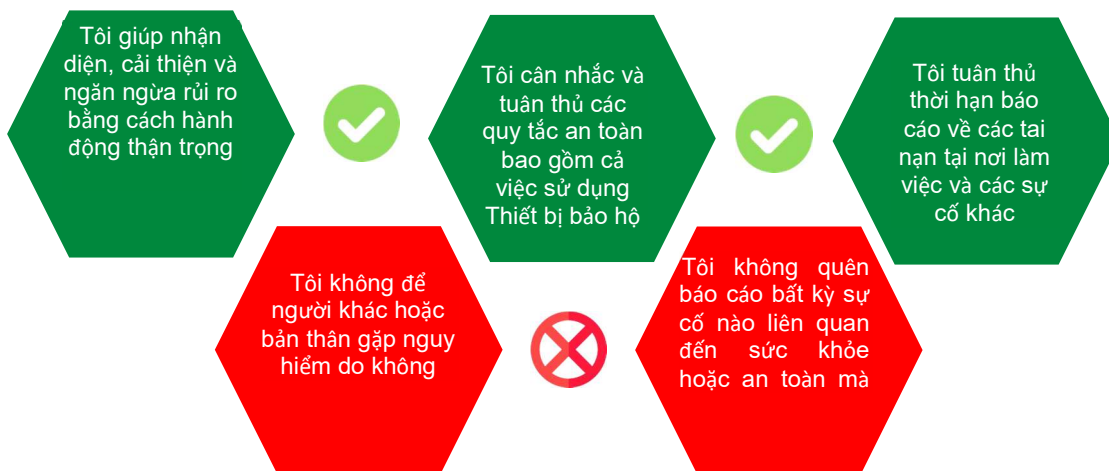 Tôi giúp nhận
diện, cải thiện và
ngăn ngừa rủi ro
bằng cách hành
động thận trọng
Tôi cân nhắc và
tuân thủ các
quy tắc an toàn
bao gồm cả
việc sử dụng
Thiết bị bảo hộ
Tôi tuân thủ
thời hạn báo
cáo về các tai
nạn tại nơi làm
việc và các sự
cố khác
Tôi không để
người khác hoặc
bản thân gặp nguy
hiểm do không
Tôi không quên
báo cáo bất kỳ sự
cố nào liên quan
đến sức khỏe
hoặc an toàn mà